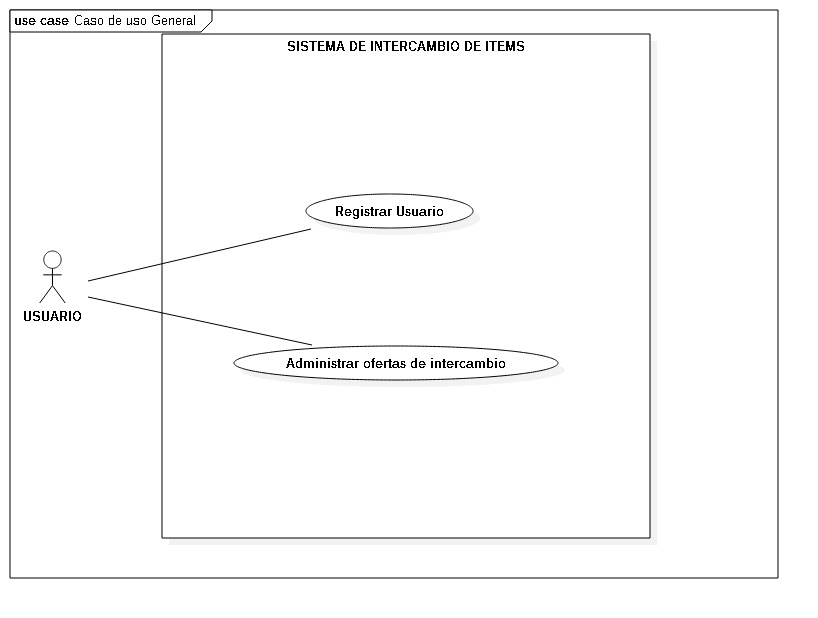 use case Caso de uso General
SISTEMA DE INTERCAMBIO DE ITEMS
Registrar Usuario
USUARIO
Administrar ofertas de intercambio